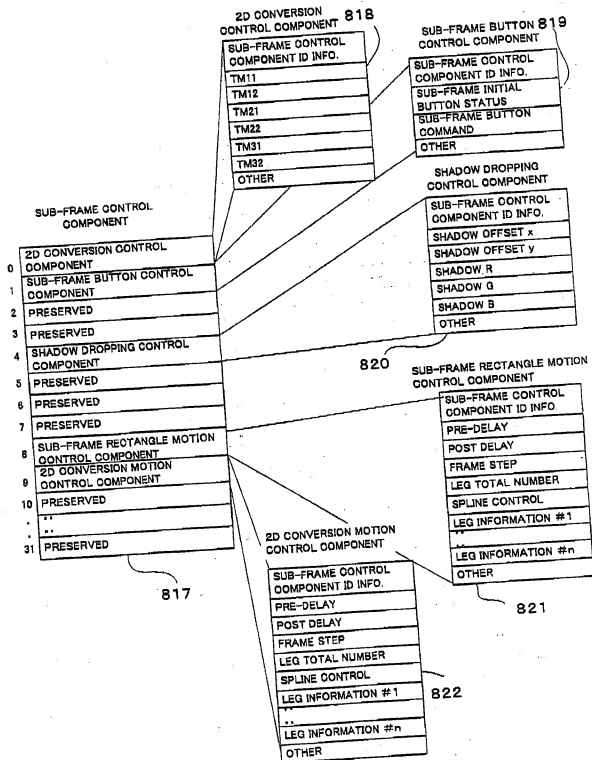 2D CONVERSION
CONTROL COMPONENT 818
SUB-FRAME CONTROL
COMPONENT ID INFO.
TM11
TM12
TM21
TM22
TM31
TM32
OTHER
SUB-FRAME BUTTON 819
CONTROL COMPONENT
SUB-FRAME CONTROL
COMPONENT ID INFO.
SUB-FRAME INITIAL
BUTTON STATUS
SUB-FRAME BUTTON
COMMAND
OTHER
SHADOW DROPPING
CONTROL COMPONENT
SUB-FRAME CONTROL
COMPONENT ID INFO.
SHADOW OFFSET x
SHADOW OFFSET y
SHADOW R
SHADOW G
SHADOW B
OTHER
820
SUB-FRAME CONTROL
COMPONENT
0 2D CONVERSION CONTROL
COMPONENT
1 SUB-FRAME BUTTON CONTROL
COMPONENT
2 PRESERVED
3 PRESERVED
4 SHADOW DROPPING CONTROL
COMPONENT
5 PRESERVED
6 PRESERVED
7 PRESERVED
8 SUB-FRAME RECTANGLE MOTION
CONTROL COMPONENT
9 2D CONVERSION MOTION
CONTROL COMPONENT
10 PRESERVED
. ..
. ..
31 PRESERVED
817
SUB-FRAME RECTANGLE MOTION
CONTROL COMPONENT
SUB-FRAME CONTROL
COMPONENT ID INFO.
PRE-DELAY
POST DELAY
FRAME STEP
LEG TOTAL NUMBER
SPLINE CONTROL
LEG INFORMATION #1
..
..
LEG INFORMATION #n
OTHER
821
2D CONVERSION MOTION
CONTROL COMPONENT
SUB-FRAME CONTROL
COMPONENT ID INFO.
PRE-DELAY
POST DELAY
FRAME STEP
LEG TOTAL NUMBER
SPLINE CONTROL
LEG INFORMATION #1
..
..
LEG INFORMATION #n
OTHER
822